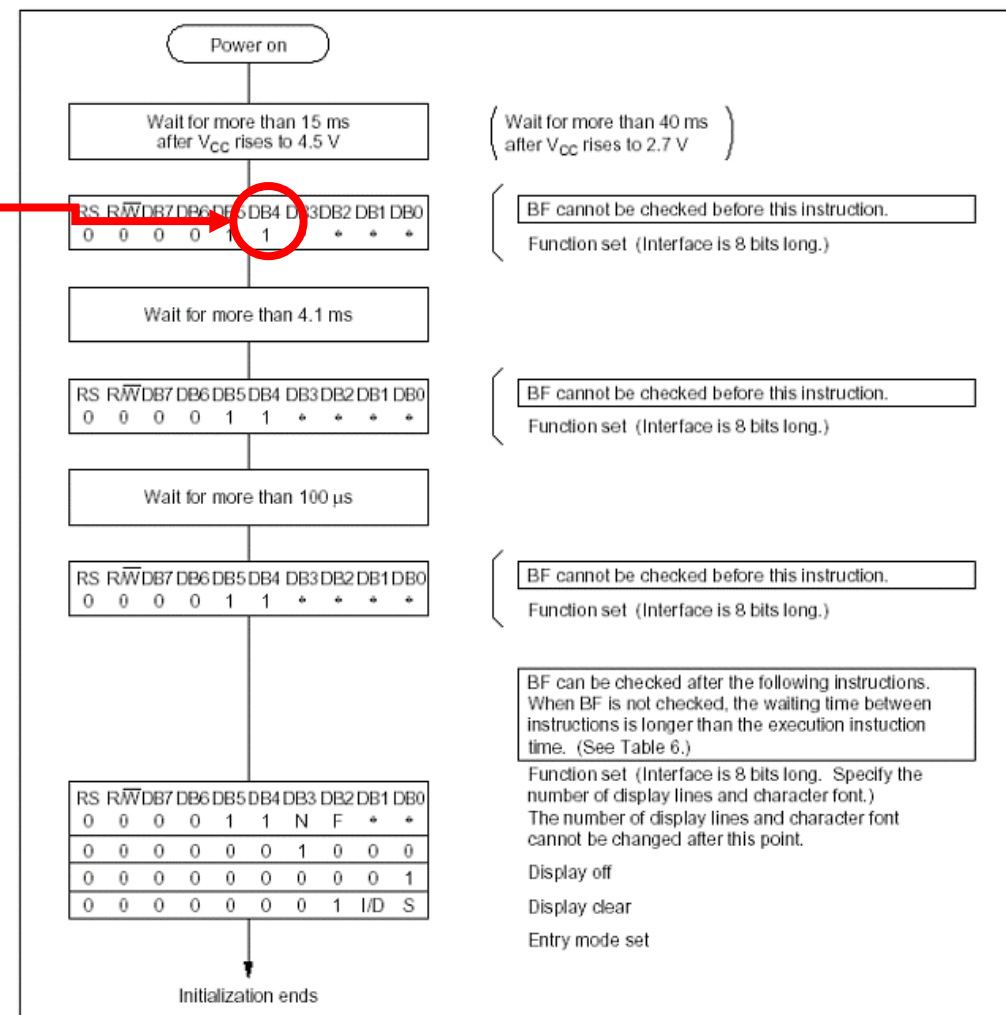 Power on
Wait for more than 15 ms
after VCC rises to 4.5 V
Wait for more than 40 ms
after VCC rises to 2.7 V
RS R/W̅ DB7 DB6 DB5 DB4 DB3 DB2 DB1 DB0
0 0 0 0 1 1 * * *
BF cannot be checked before this instruction.
Function set (Interface is 8 bits long.)
Wait for more than 4.1 ms
RS R/W̅ DB7 DB6 DB5 DB4 DB3 DB2 DB1 DB0
0 0 0 0 1 1 * * * *
BF cannot be checked before this instruction.
Function set (Interface is 8 bits long.)
Wait for more than 100 µs
RS R/W̅ DB7 DB6 DB5 DB4 DB3 DB2 DB1 DB0
0 0 0 0 1 1 * * * *
BF cannot be checked before this instruction.
Function set (Interface is 8 bits long.)
BF can be checked after the following instructions.
When BF is not checked, the waiting time between
instructions is longer than the execution instuction
time. (See Table 6.)
RS R/W̅ DB7 DB6 DB5 DB4 DB3 DB2 DB1 DB0
0 0 0 0 1 1 N F * *
0 0 0 0 0 0 1 0 0 0
0 0 0 0 0 0 0 0 0 1
0 0 0 0 0 0 0 1 I/D S
Function set (Interface is 8 bits long. Specify the
number of display lines and character font.)
The number of display lines and character font
cannot be changed after this point.
Display off
Display clear
Entry mode set
Initialization ends